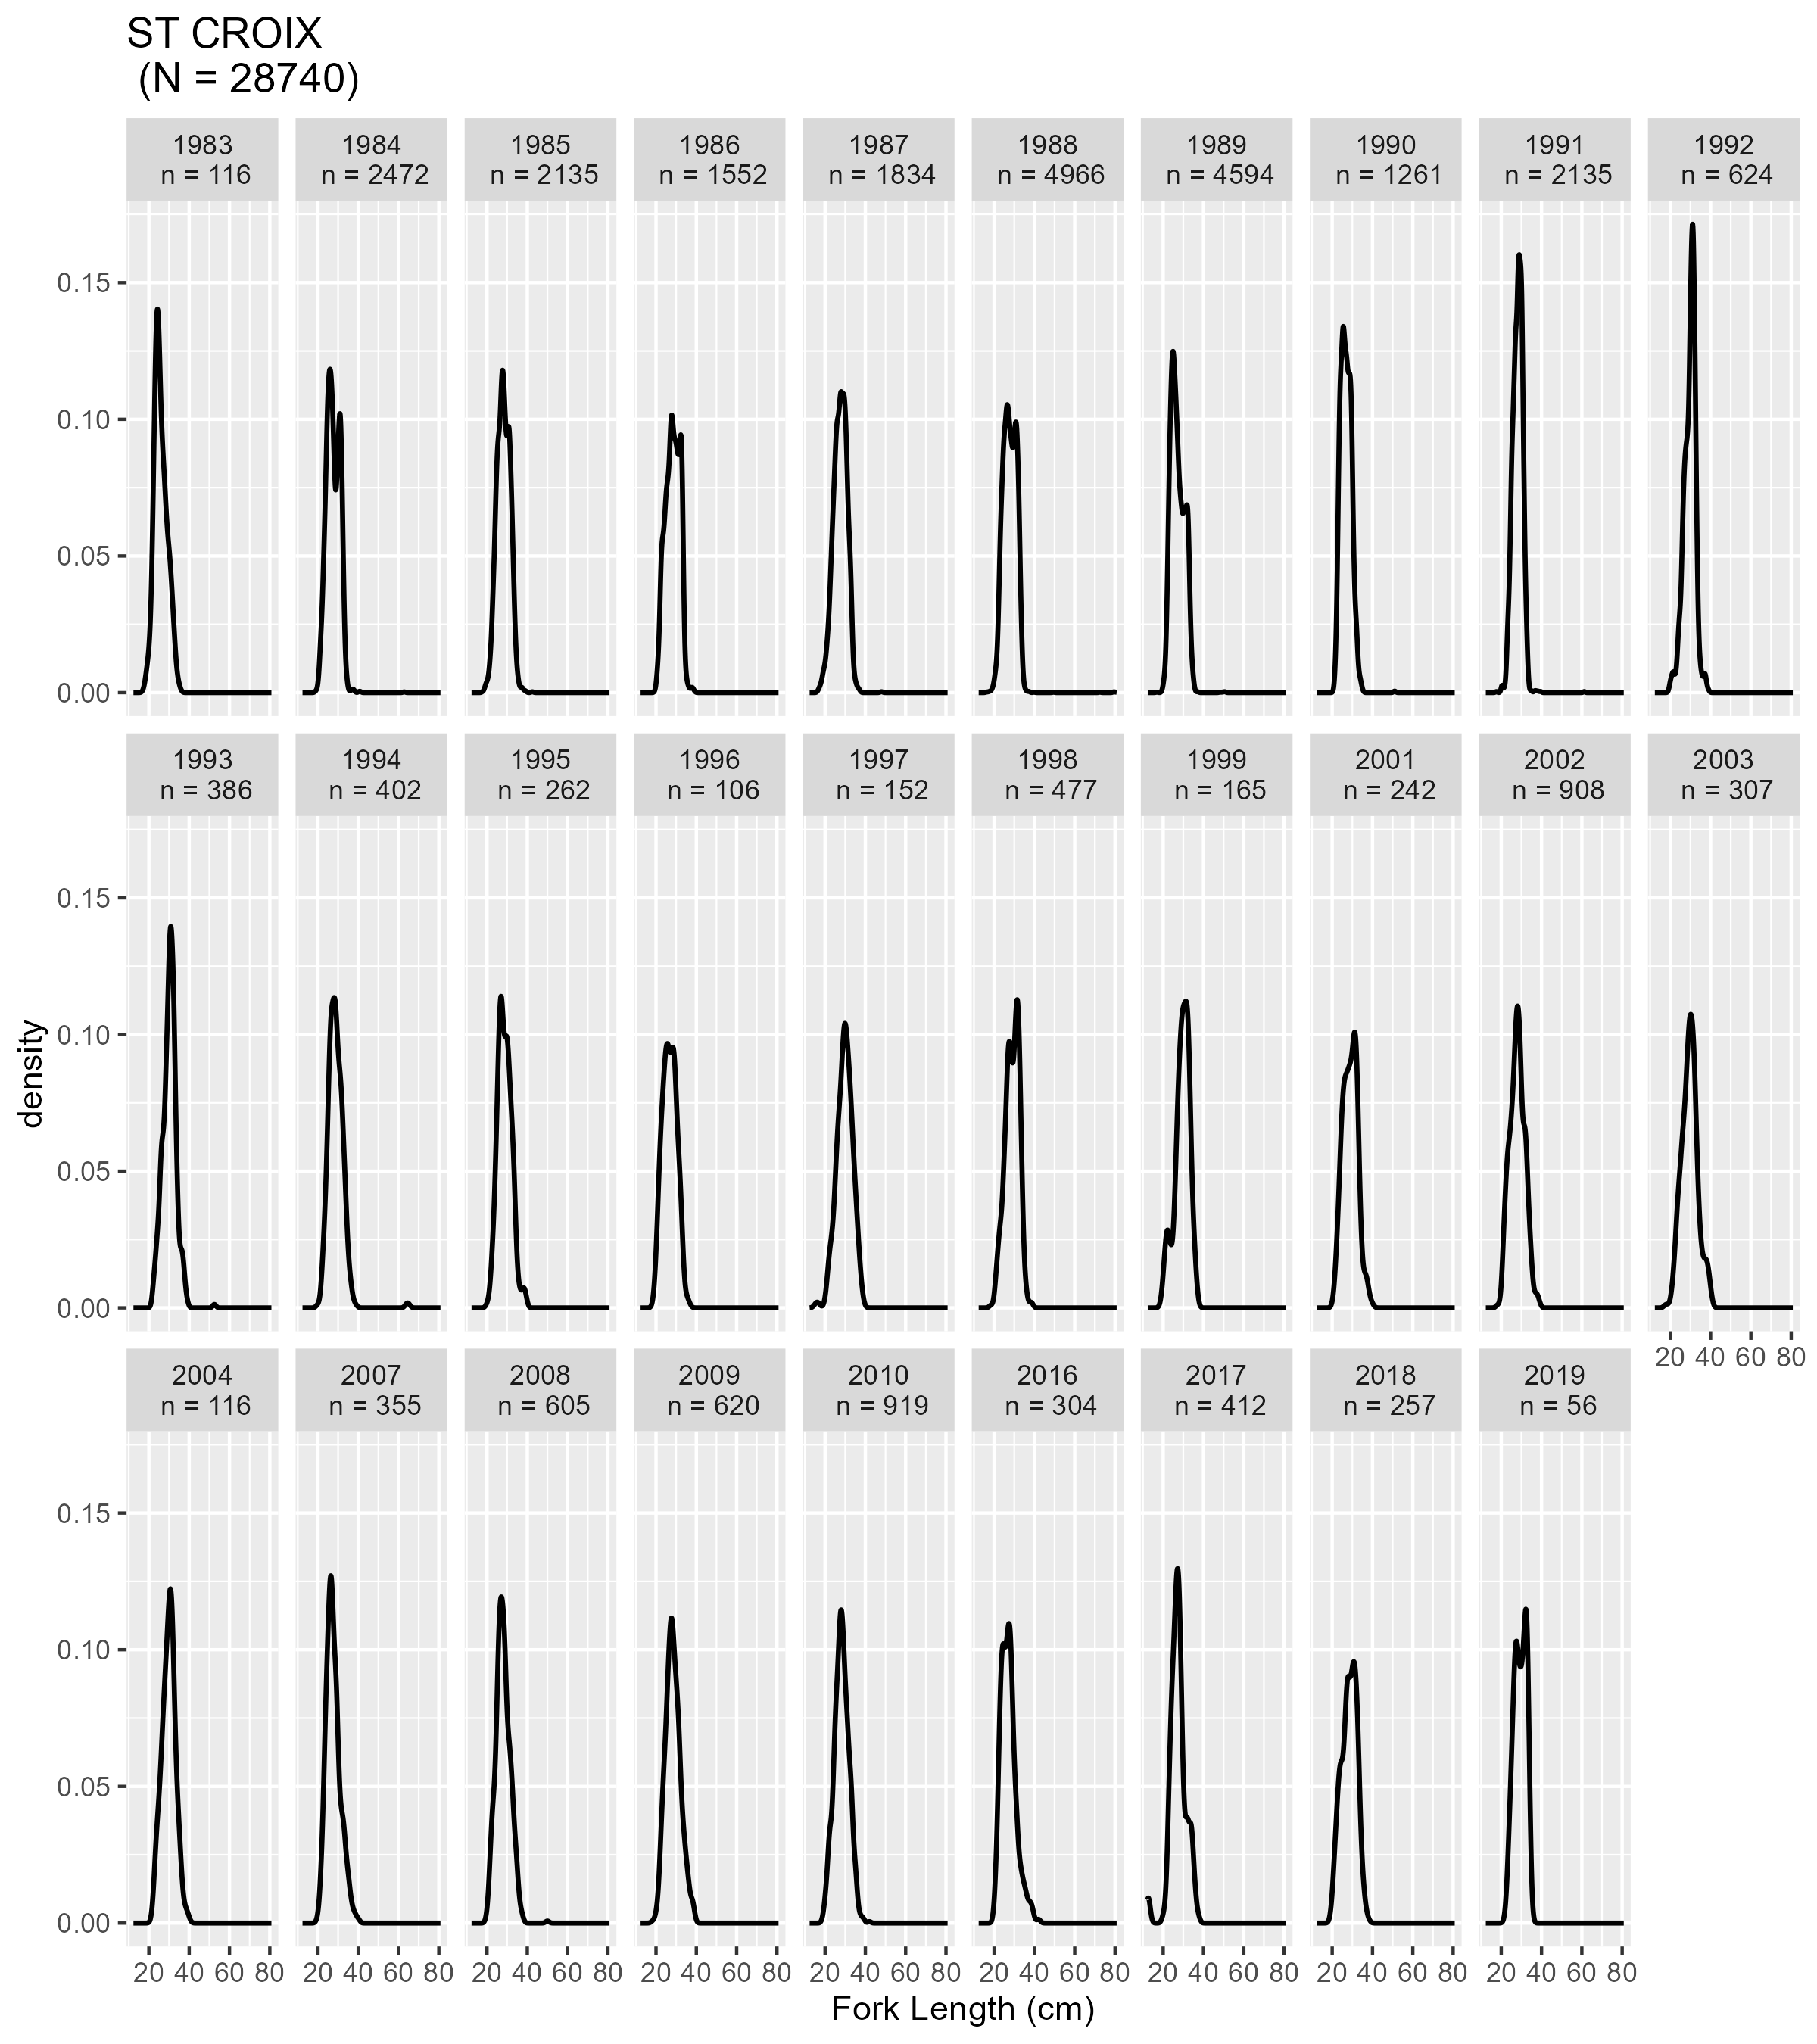 ST CROIX
(N = 28740)
1983 1984 1985 1986 1987 1988 1989 1990 1991 1992
n = 116 n = 2472 n = 2135 n = 1552 n = 1834 n = 4966 n = 4594 n = 1261 n = 2135 n = 624
0.15
0.10
0.05
0.00
1993 1994 1995 1996 1997 1998 1999 2001 2002 2003
n = 386 n = 402 n = 262 n = 106 n = 152 n = 477 n = 165 n = 242 n = 908 n = 307
0.15
0.10
0.05
0.00
20 40 60 80
density
2004 2007 2008 2009 2010 2016 2017 2018 2019
n = 116 n = 355 n = 605 n = 620 n = 919 n = 304 n = 412 n = 257 n = 56
0.15
0.10
0.05
0.00
20 40 60 80 20 40 60 80 20 40 60 80 20 40 60 80 20 40 60 80 20 40 60 80 20 40 60 80 20 40 60 80 20 40 60 80
Fork Length (cm)